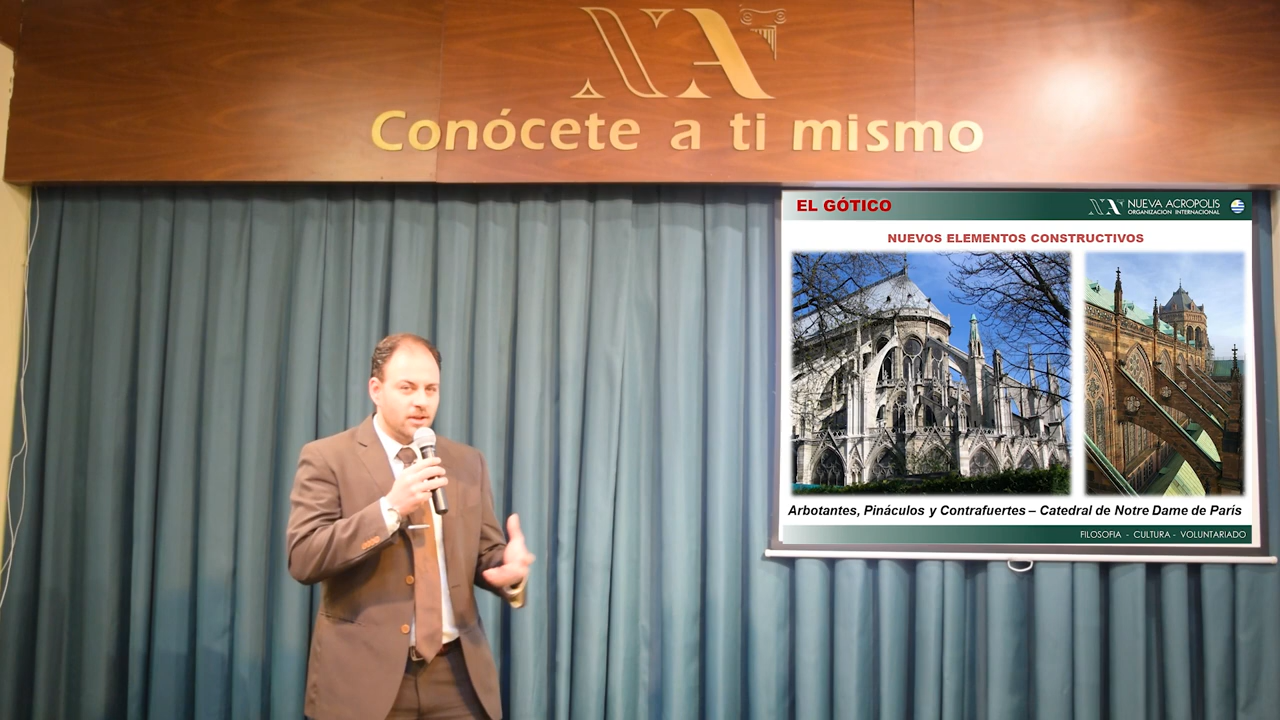 NA
Conócete a ti mismo
EL GÓTICO
NA NUEVA ACROPOLIS
ORGANIZACION INTERNACIONAL
NUEVOS ELEMENTOS CONSTRUCTIVOS
Arbotantes, Pináculos y Contrafuertes – Catedral de Notre Dame de París
FILOSOFIA - CULTURA - VOLUNTARIADO